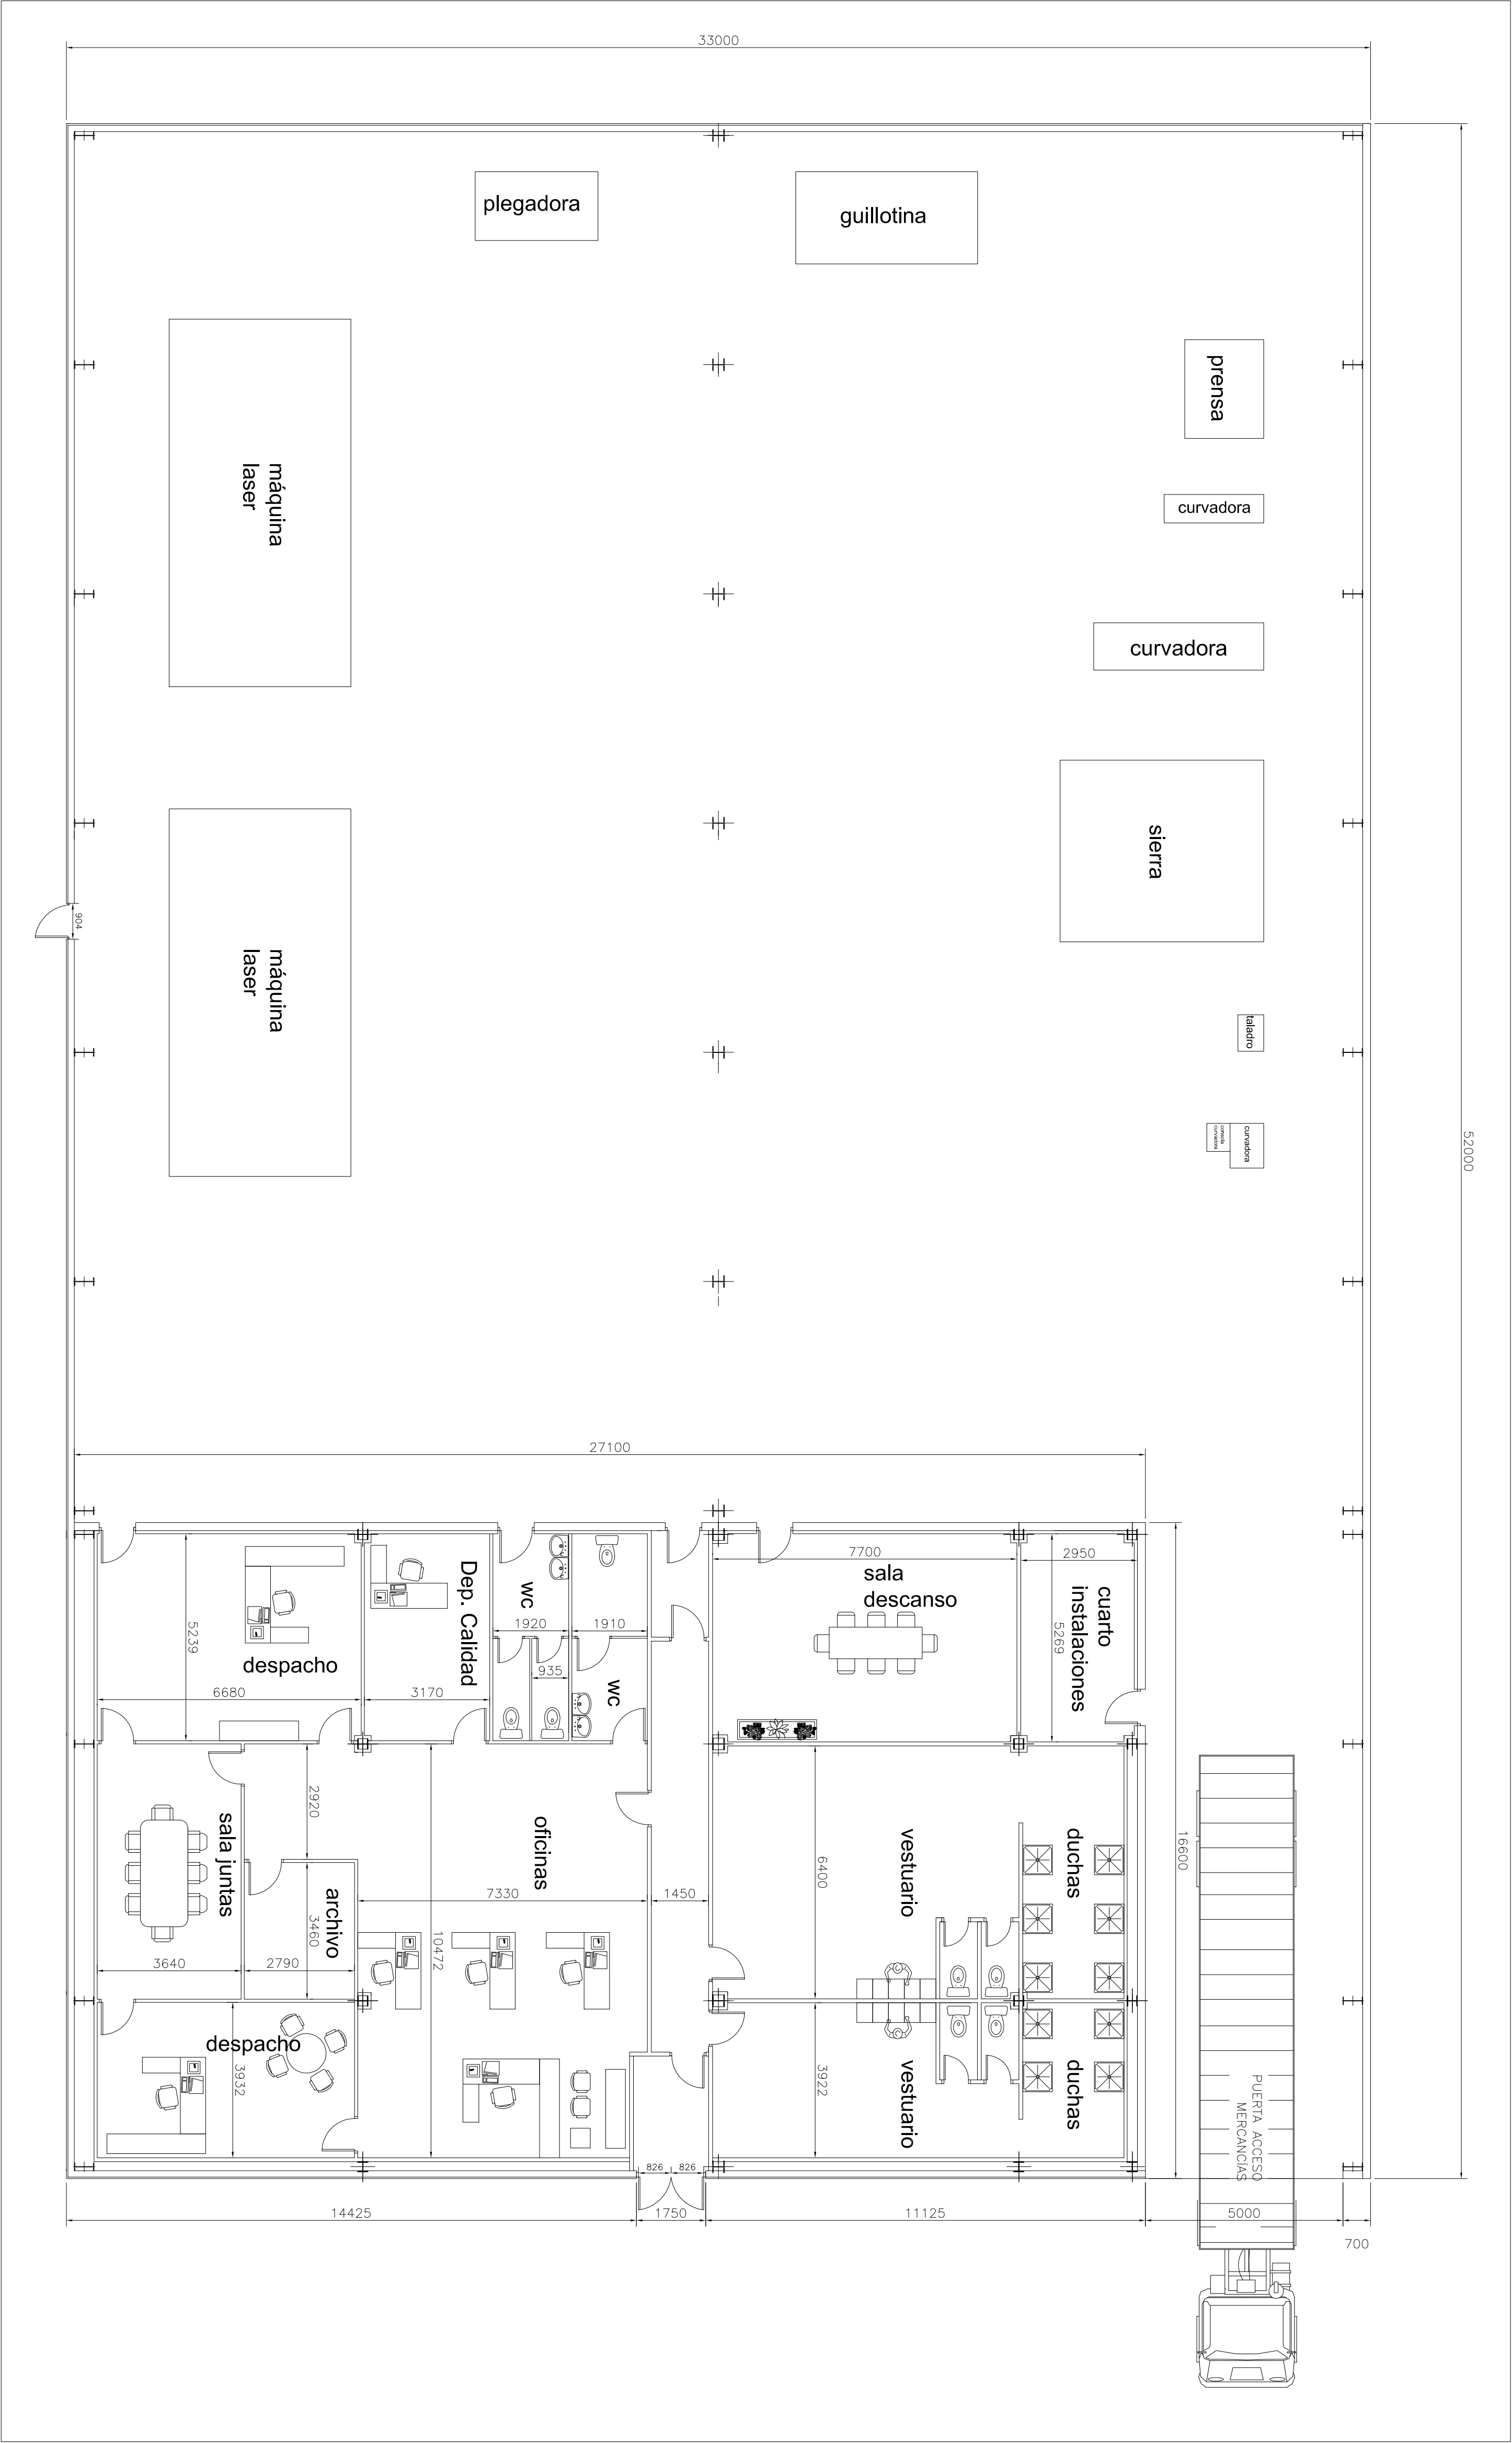 33000
plegadora
guillotina
prensa
máquina
laser
curvadora
52000
curvadora
sierra
904
máquina
laser
taladro
curvadora
consola
curvadora
27100
7700
2950
sala
descanso
cuarto
instalaciones
5269
Dep. Calidad
wc
1920
1910
5239
despacho
935
wc
6680
3170
16600
2920
sala juntas
oficinas
vestuario
duchas
6400
archivo
7330
1450
3460
10472
3640
2790
despacho
3932
vestuario
duchas
3922
PUERTA ACCESO
MERCANCÍAS
826
826
14425
1750
11125
5000
700